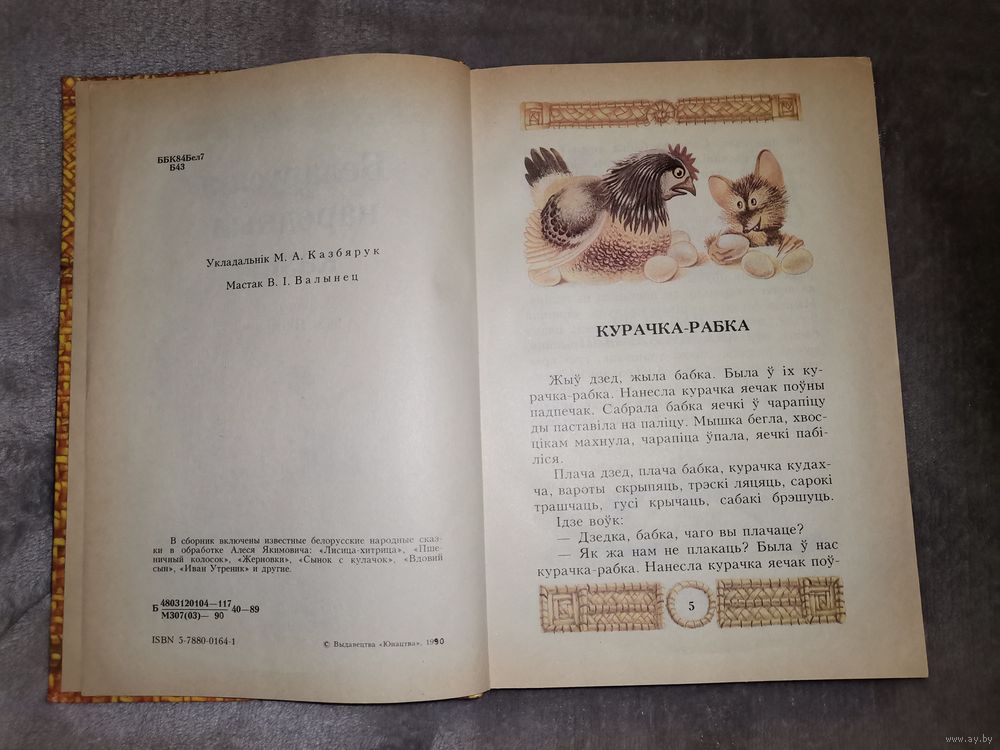 ББК84Бел7
Б43
Укладальнік М. А. Казбярук
Мастак В. І. Валынец
В сборник включены известные белорусские народные сказ-
ки в обработке Алеся Якимовича: «Лисица-хитрица», «Пше-
ничный колосок», «Жерновки», «Сынок с кулачок», «Вдовий
сын», «Иван Утреник» и другие.
Б 4803120104—117 40—89
М307(03)— 90
ISBN 5-7880-0164-1
© Выдавецтва «Юнацтва», 1990
КУРАЧКА-РАБКА
Жыў дзед, жыла бабка. Была ў іх ку-
рачка-рабка. Нанесла курачка яечак поўны
падпечак. Сабрала бабка яечкі ў чарапіцу
ды паставіла на паліцу. Мышка бегла, хвос-
цікам махнула, чарапіца ўпала, яечкі пабі-
ліся.
Плача дзед, плача бабка, курачка кудах-
ча, вароты скрыпяць, трэскі ляцяць, сарокі
трашчаць, гусі крычаць, сабакі брэшуць.
Ідзе воўк:
— Дзедка, бабка, чаго вы плачаце?
— Як жа нам не плакаць? Была ў нас
курачка-рабка. Нанесла курачка яечак поў-
5
www.ay.by